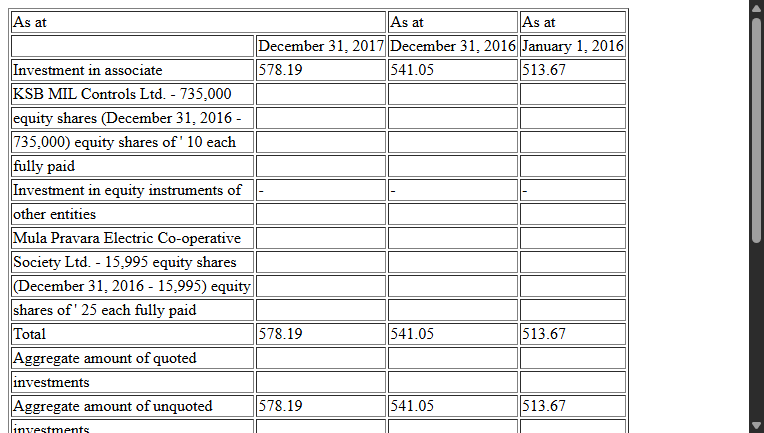 As at As at As at
December 31, 2017 December 31, 2016 January 1, 2016
Investment in associate 578.19 541.05 513.67
KSB MIL Controls Ltd. - 735,000
equity shares (December 31, 2016 -
735,000) equity shares of ' 10 each
fully paid
Investment in equity instruments of - - -
other entities
Mula Pravara Electric Co-operative
Society Ltd. - 15,995 equity shares
(December 31, 2016 - 15,995) equity
shares of ' 25 each fully paid
Total 578.19 541.05 513.67
Aggregate amount of quoted
investments
Aggregate amount of unquoted 578.19 541.05 513.67
investments